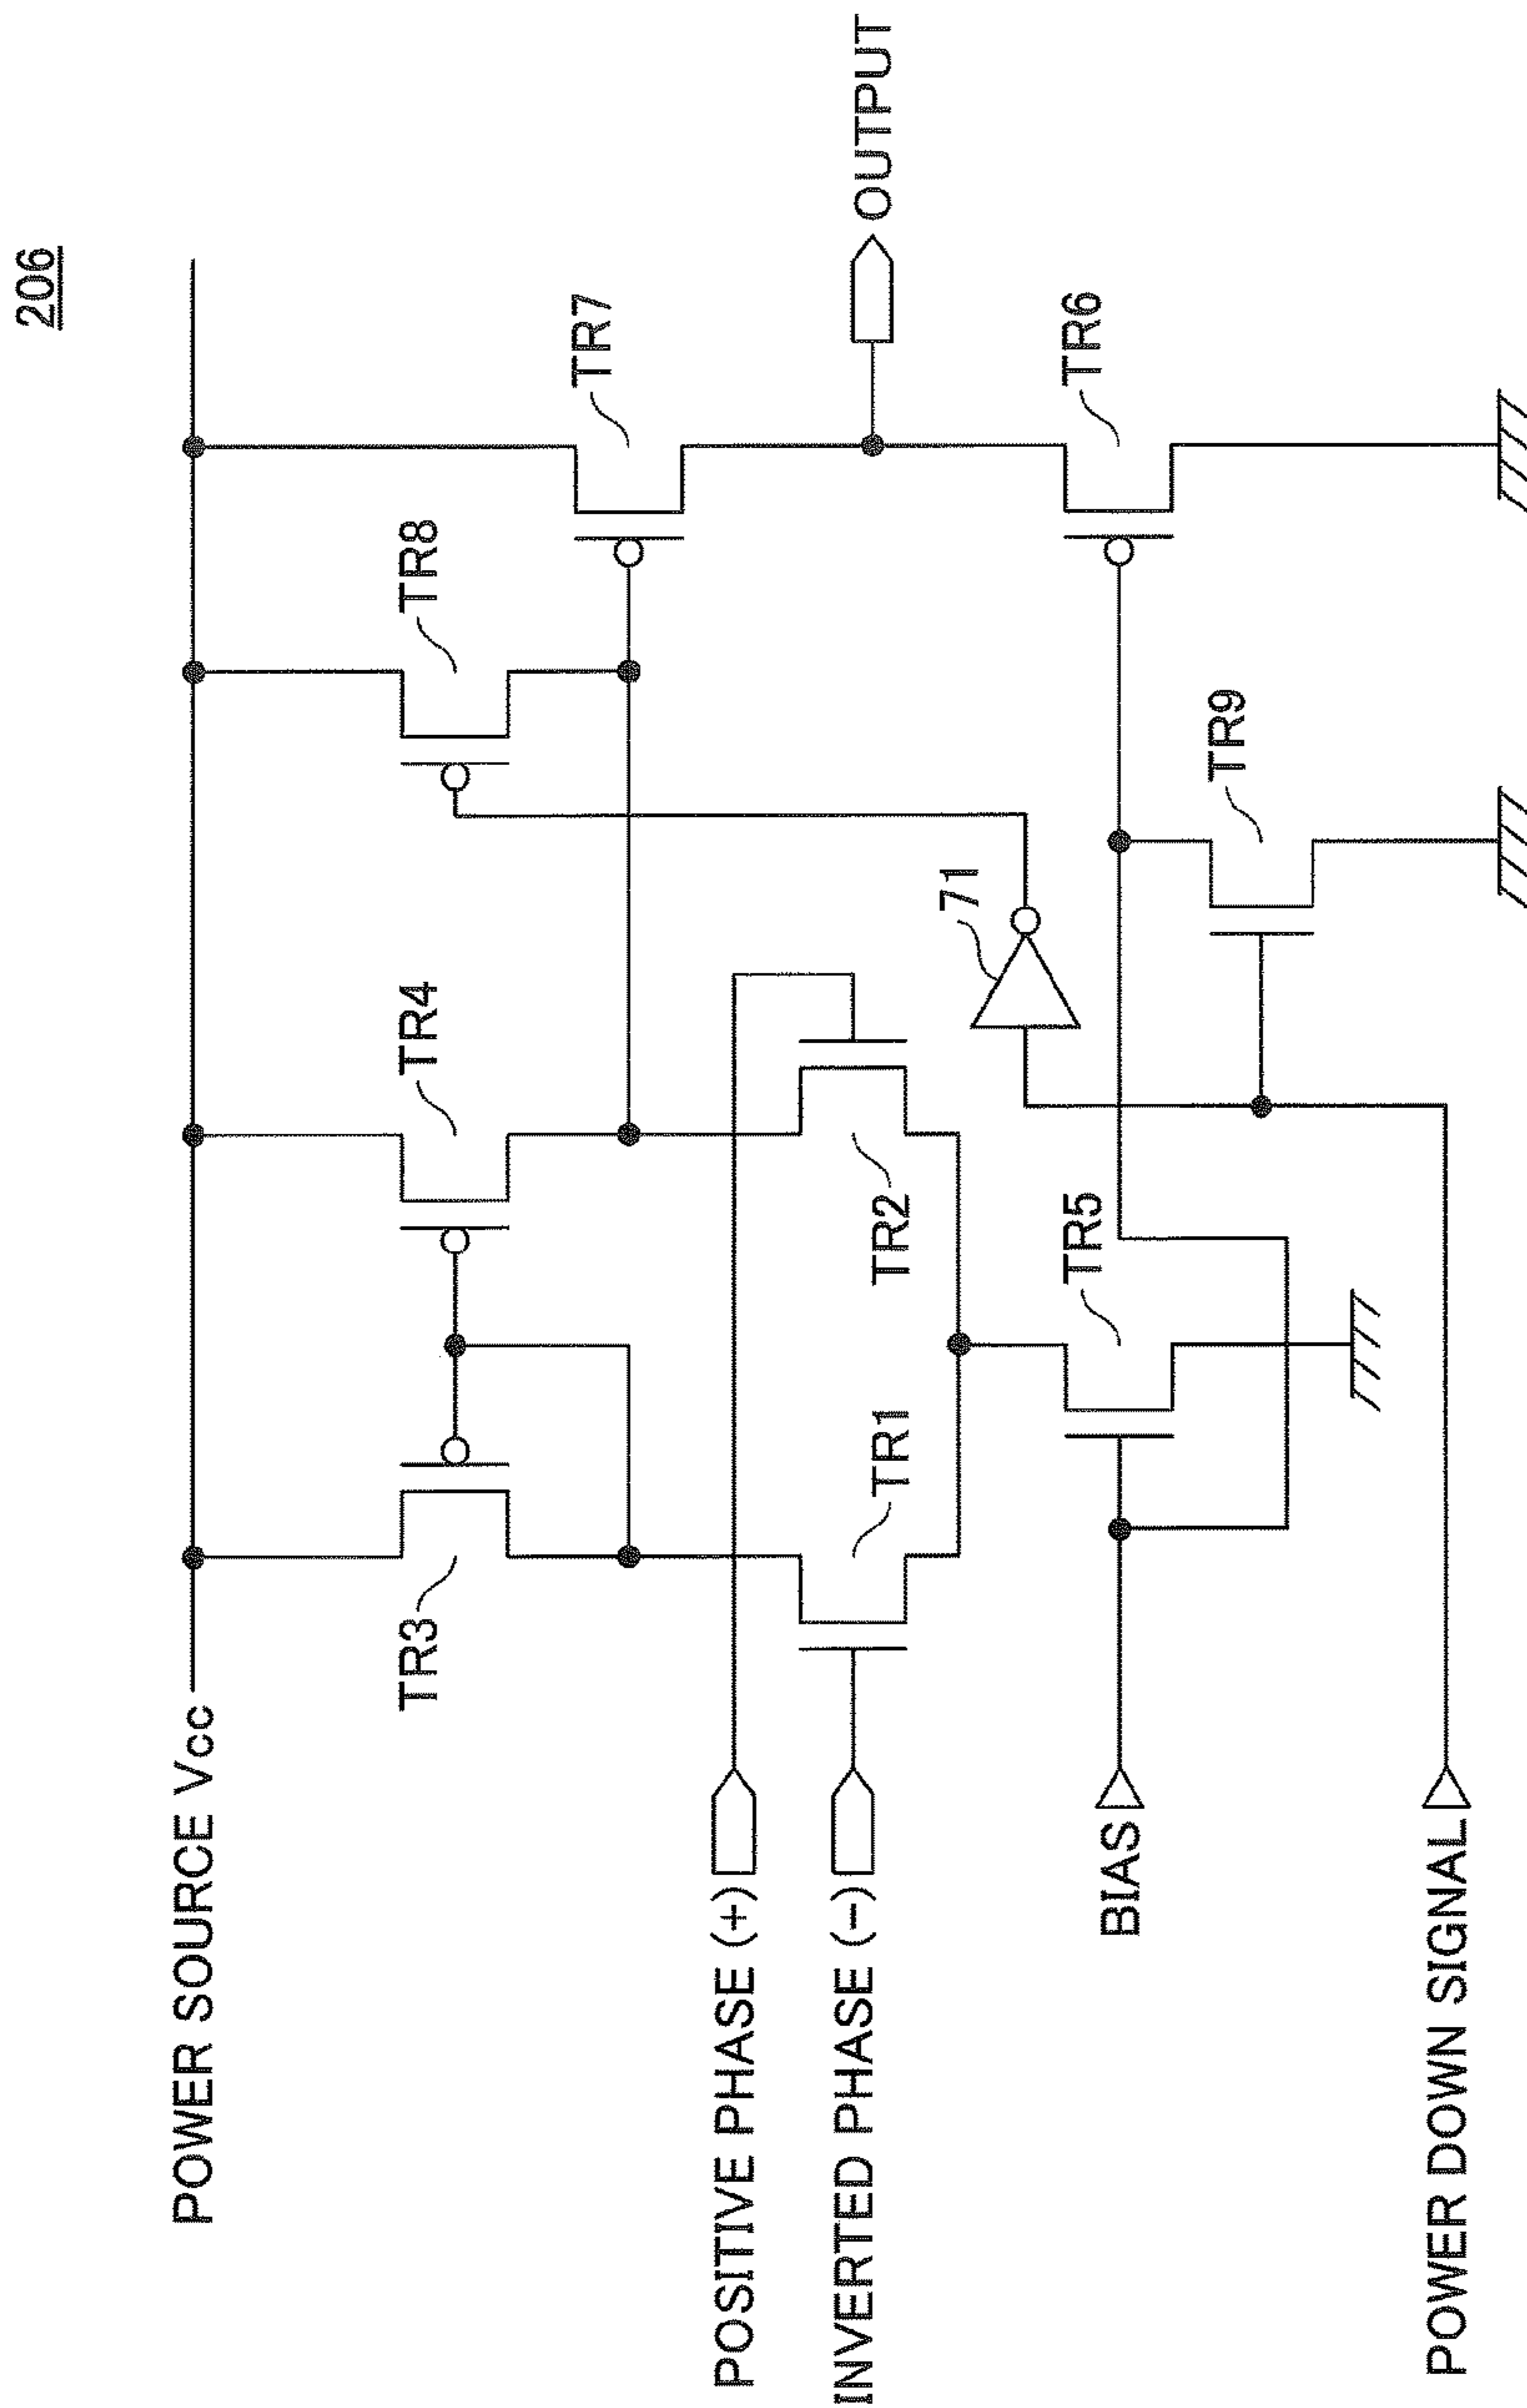 206
POWER SOURCE Vcc
TR3
TR4
TR8
TR7
POSITIVE PHASE (+)
INVERTED PHASE (−)
TR1
TR2
71
OUTPUT
BIAS
TR5
TR9
TR6
POWER DOWN SIGNAL